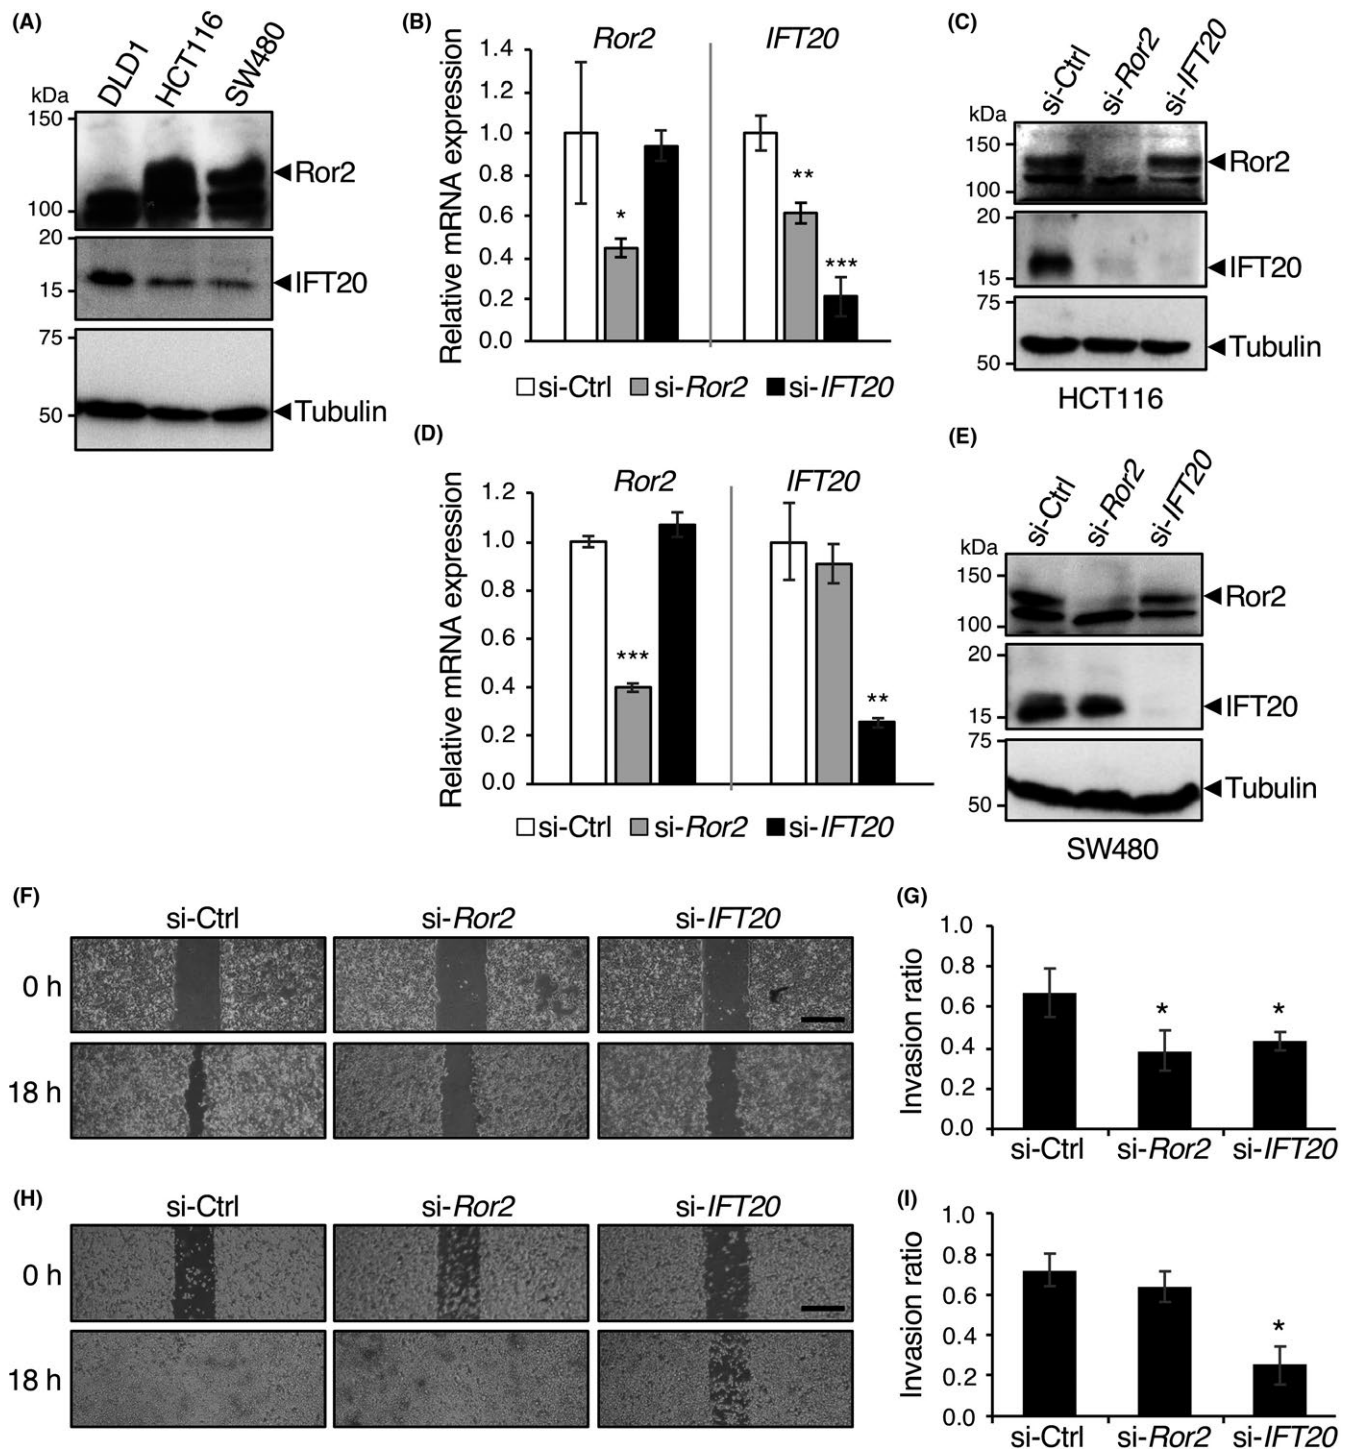 (A)
DLD1 HCT116 SW480
kDa
150
Ror2
100
20
IFT20
15
75
50
Tubulin
(B)
Ror2 IFT20
Relative mRNA expression
1.4
1.2
1.0
0.8
0.6
0.4
0.2
0.0
* ** ***
si-Ctrl si-Ror2 si-IFT20
(C)
si-Ctrl si-Ror2 si-IFT20
kDa
150
Ror2
100
20
IFT20
15
75
Tubulin
50
HCT116
(D)
Ror2 IFT20
Relative mRNA expression
1.2
1.0
0.8
0.6
0.4
0.2
0.0
*** **
si-Ctrl si-Ror2 si-IFT20
(E)
si-Ctrl si-Ror2 si-IFT20
kDa
150
Ror2
100
20
IFT20
15
75
Tubulin
50
SW480
(F)
si-Ctrl si-Ror2 si-IFT20
0 h
18 h
(G)
Invasion ratio
1.0
0.8
0.6
0.4
0.2
0.0
* *
si-Ctrl si-Ror2 si-IFT20
(H)
si-Ctrl si-Ror2 si-IFT20
0 h
18 h
(I)
Invasion ratio
1.0
0.8
0.6
0.4
0.2
0.0
*
si-Ctrl si-Ror2 si-IFT20